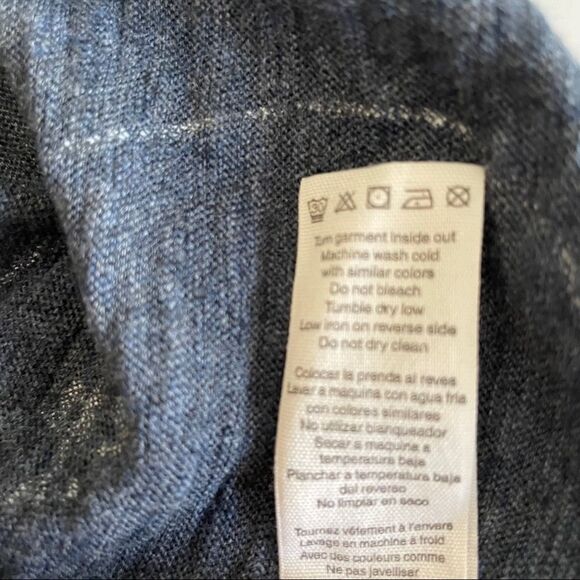 30
Turn garment inside out
Machine wash cold
with similar colors
Do not bleach
Tumble dry low
Low iron on reverse side
Do not dry clean
Colocar la prenda al reves
Lavar a maquina con agua fria
con colores similares
No utilizar blanqueador
Secar a maquina a
temperatura baja
Planchar a temperatura baja
del reverso
No limpiar en seco
Tournez vêtement à l'envers
Lavage en machine à froid
Avec des couleurs comme
Ne pas javelliser